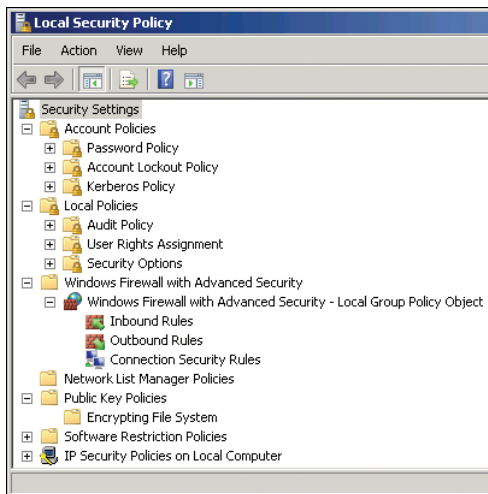 Local Security Policy
File Action View Help
Security Settings
Account Policies
Password Policy
Account Lockout Policy
Kerberos Policy
Local Policies
Audit Policy
User Rights Assignment
Security Options
Windows Firewall with Advanced Security
Windows Firewall with Advanced Security - Local Group Policy Object
Inbound Rules
Outbound Rules
Connection Security Rules
Network List Manager Policies
Public Key Policies
Encrypting File System
Software Restriction Policies
IP Security Policies on Local Computer